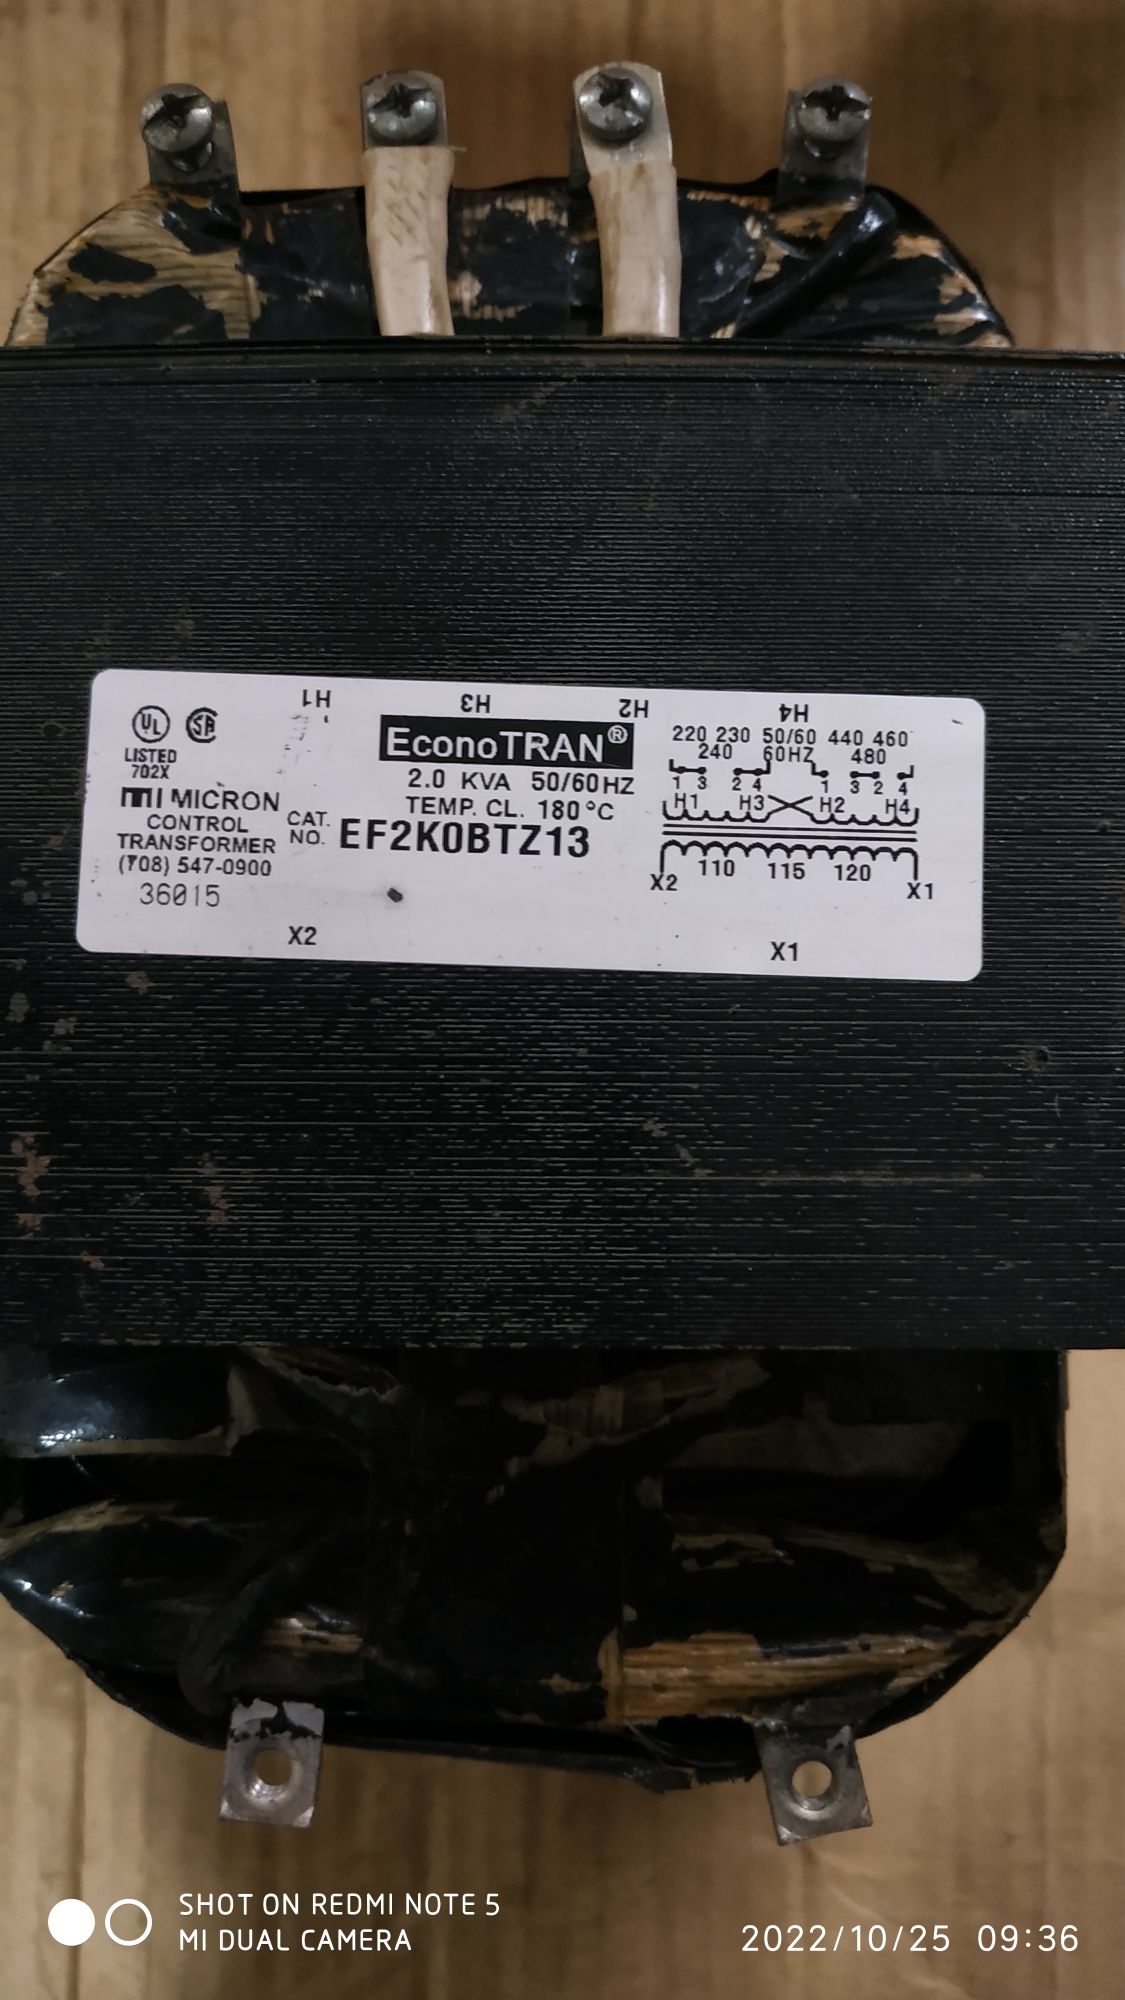 H1 H3 H2 H4
UL SA
LISTED
702X
MICRON
CONTROL
TRANSFORMER
(708) 547-0900
36015
EconoTRAN®
2.0 KVA 50/60HZ
TEMP. CL. 180°C
CAT.
NO. EF2K0BTZ13
220 230 50/60 440 460
240 60HZ 480
1 3 2 4 1 3 2 4
H1 H3 H2 H4
110 115 120
X2 X1
X2 X1
SHOT ON REDMI NOTE 5
MI DUAL CAMERA
2022/10/25 09:36